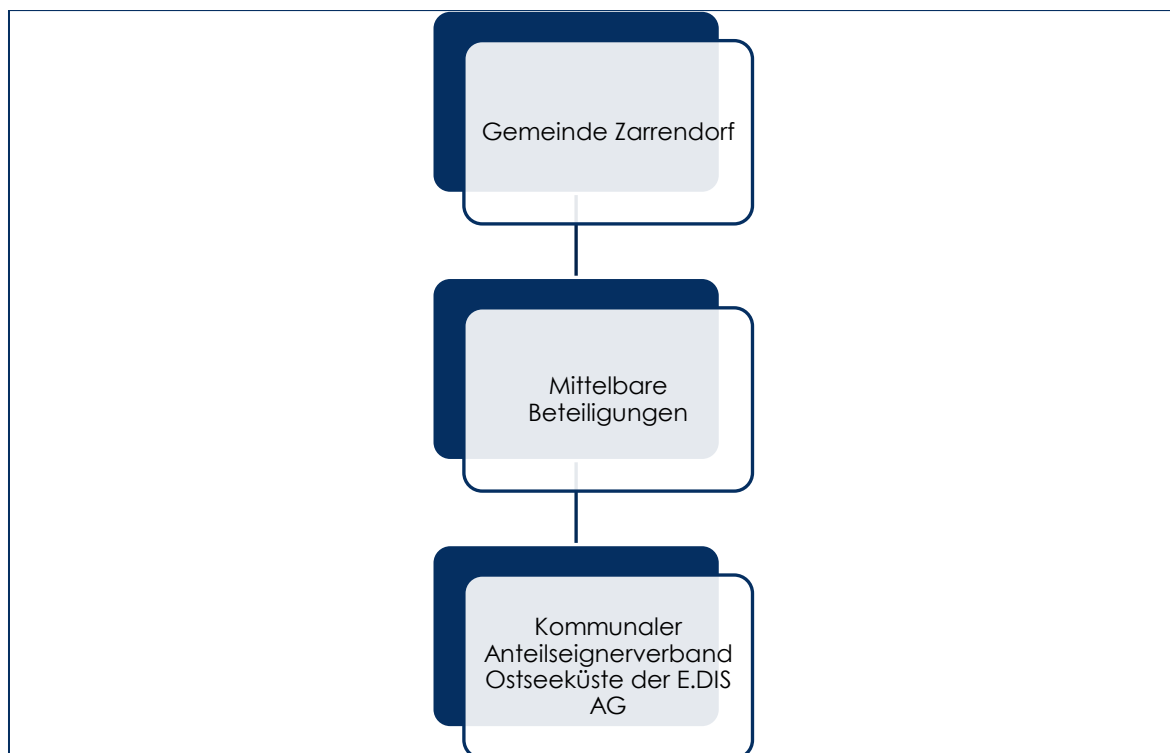 Gemeinde Zarrendorf
Mittelbare
Beteiligungen
Kommunaler
Anteilseignerverband
Ostseeküste der E.DIS
AG